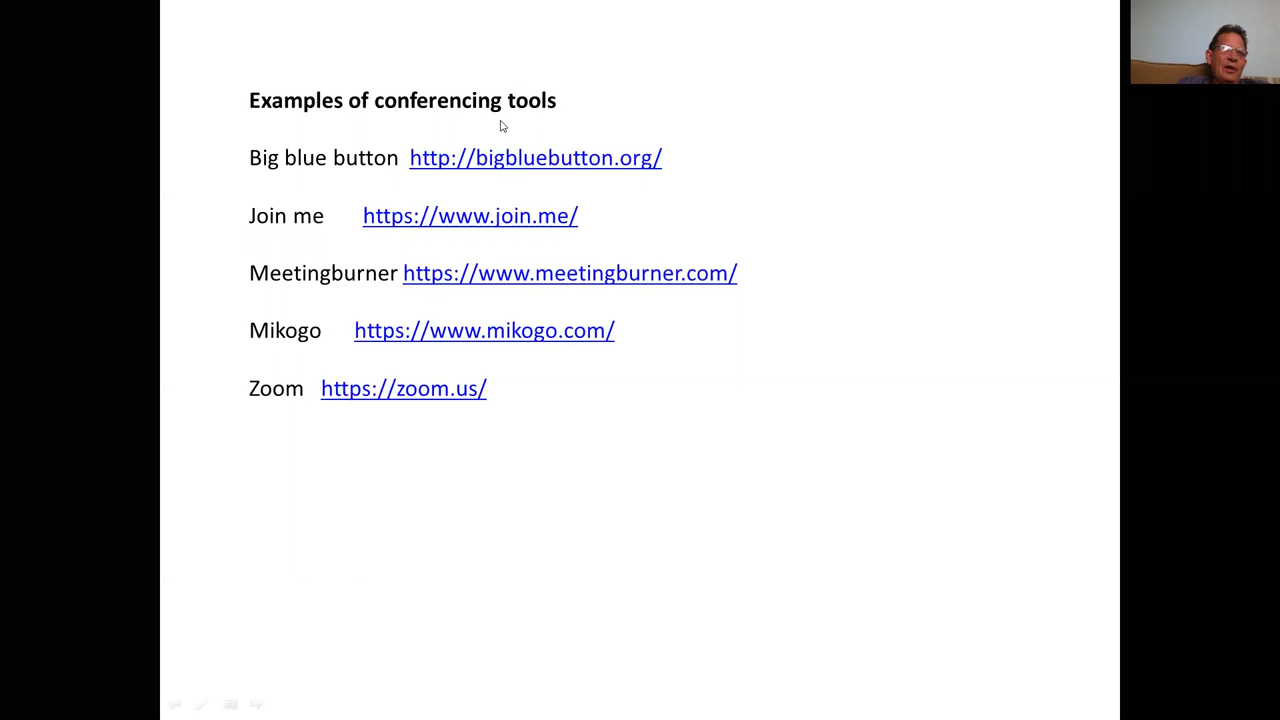 Examples of conferencing tools
Big blue button http://bigbluebutton.org/
Join me https://www.join.me/
Meetingburner https://www.meetingburner.com/
Mikogo https://www.mikogo.com/
Zoom https://zoom.us/